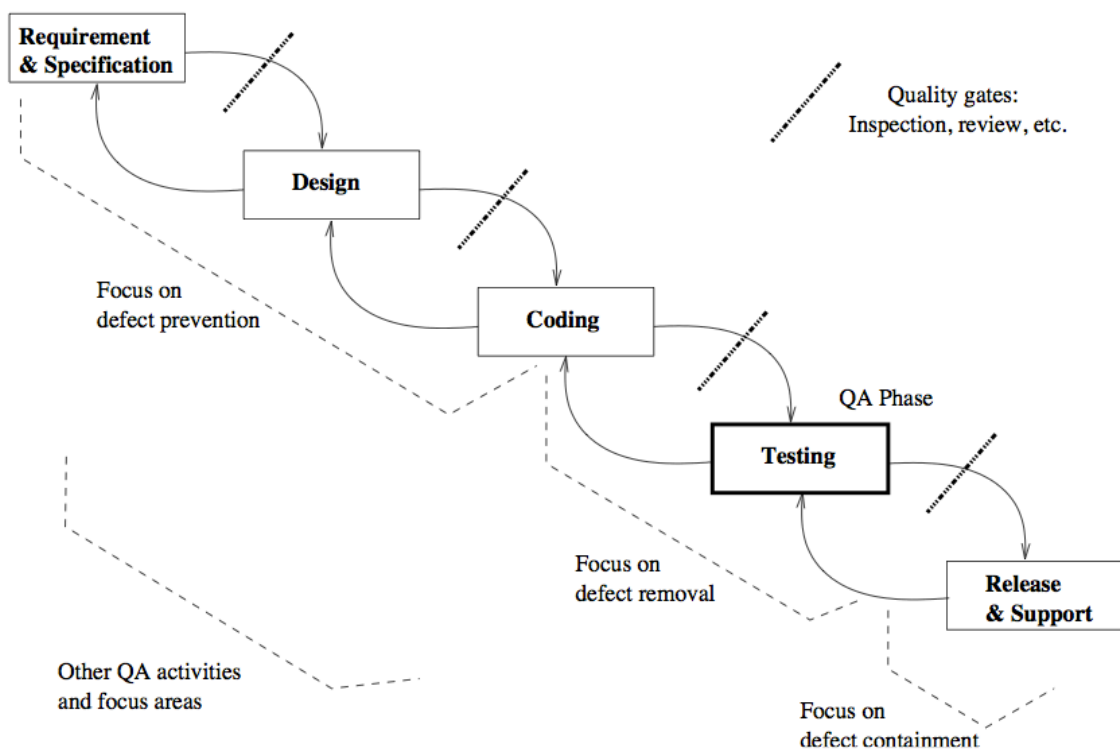 Requirement
& Specification
Quality gates:
Inspection, review, etc.
Design
Focus on
defect prevention
Coding
QA Phase
Testing
Focus on
defect removal
Release
& Support
Other QA activities
and focus areas
Focus on
defect containment